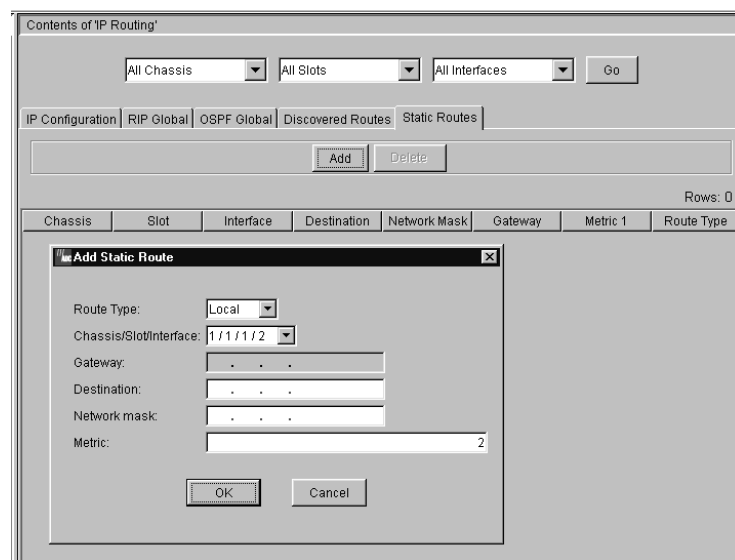 Contents of 'IP Routing'
All Chassis All Slots All Interfaces Go
IP Configuration RIP Global OSPF Global Discovered Routes Static Routes
Add Delete
Rows: 0
Chassis Slot Interface Destination Network Mask Gateway Metric 1 Route Type
Add Static Route
Route Type: Local
Chassis/Slot/Interface: 1 / 1 / 1 / 2
Gateway: . . .
Destination: . . .
Network mask: . . .
Metric: 2
OK Cancel